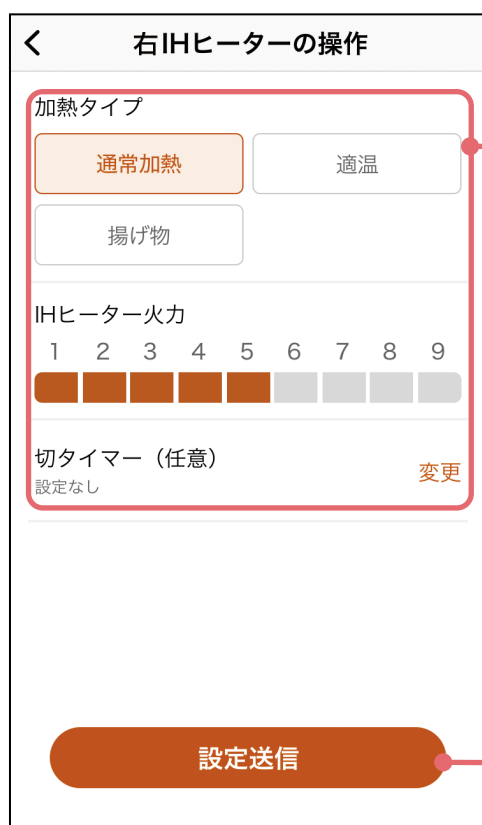 右IHヒーターの操作
加熱タイプ
通常加熱 適温
揚げ物
IHヒーター火力
1 2 3 4 5 6 7 8 9
切タイマー（任意）
変更
設定なし
設定送信